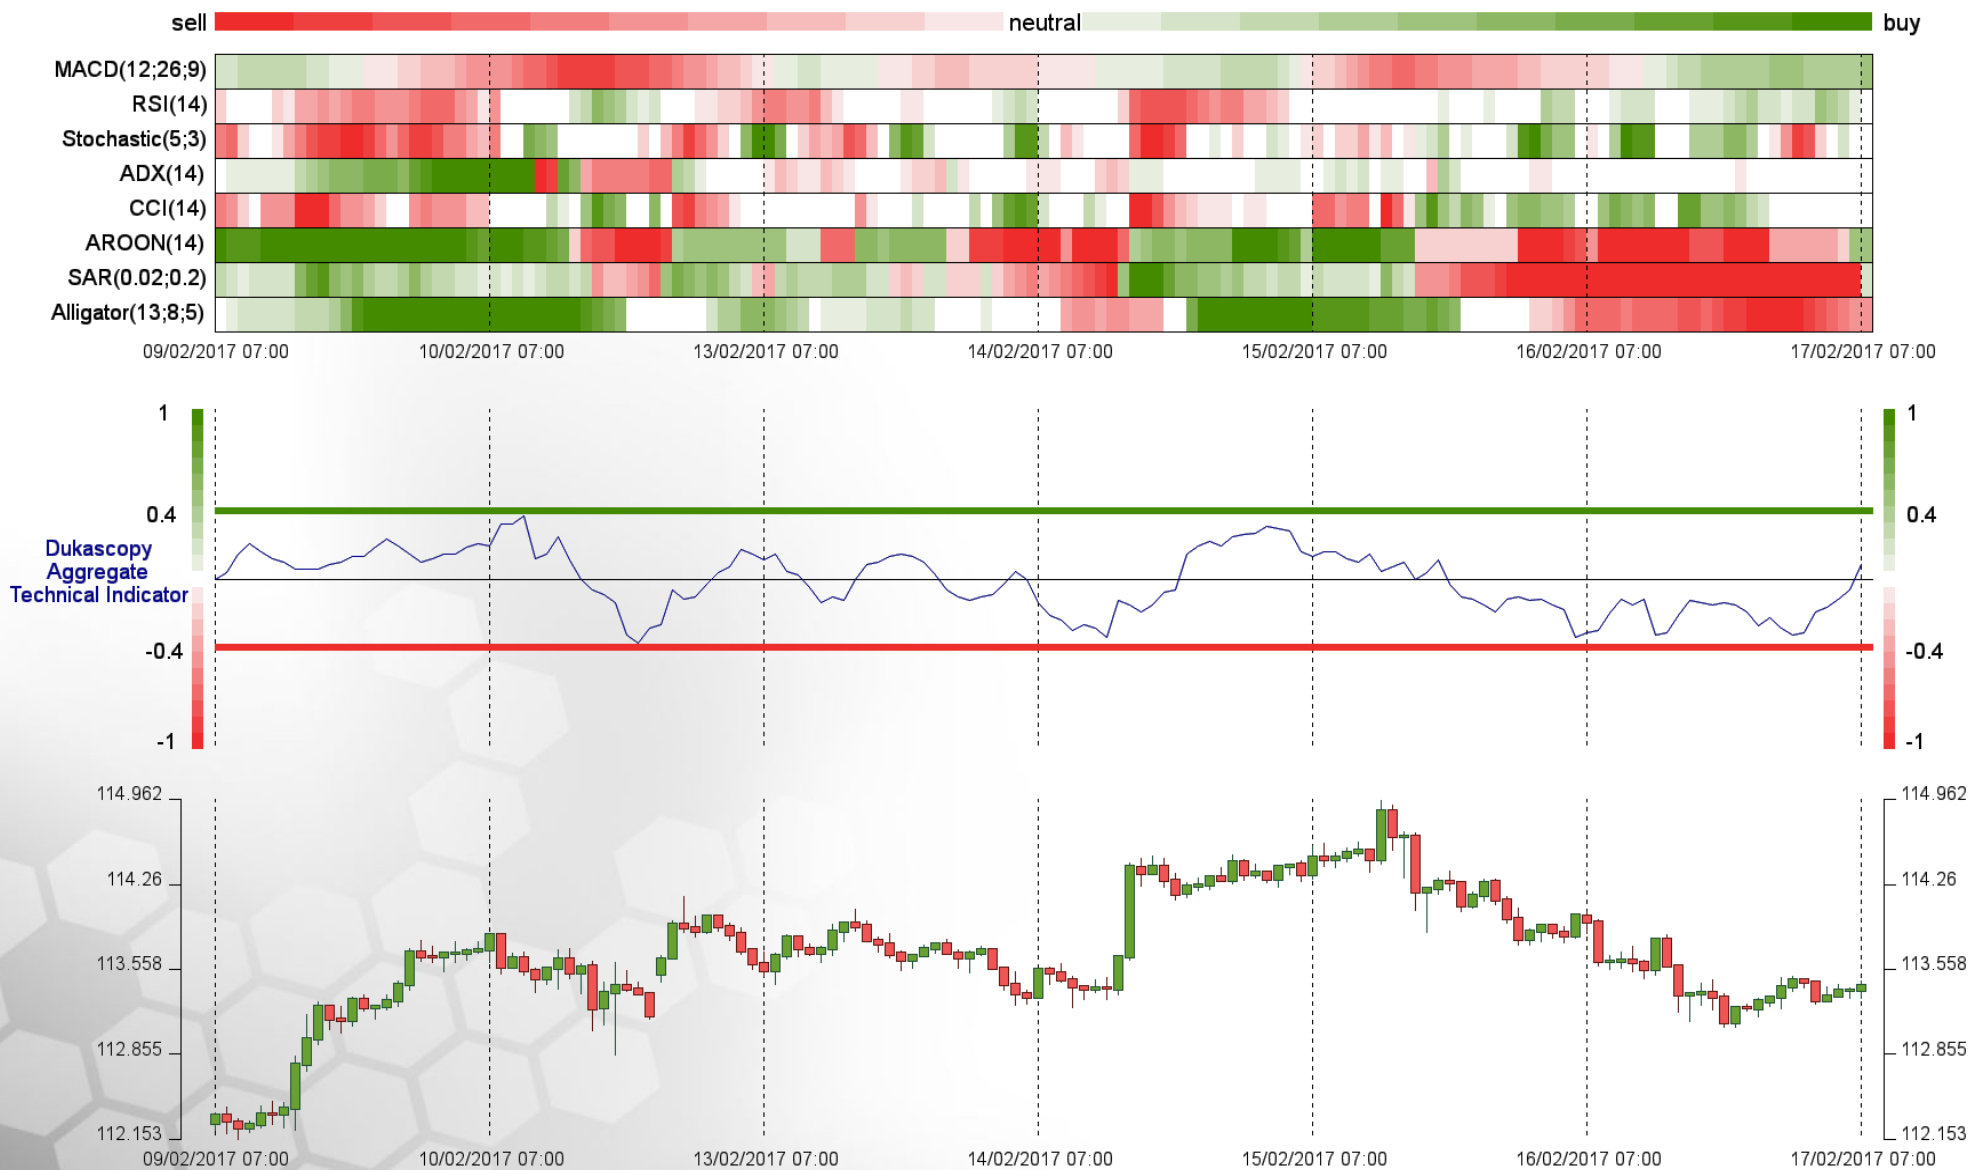 sell neutral buy
MACD(12;26;9)
RSI(14)
Stochastic(5;3)
ADX(14)
CCI(14)
AROON(14)
SAR(0.02;0.2)
Alligator(13;8;5)
09/02/2017 07:00 10/02/2017 07:00 13/02/2017 07:00 14/02/2017 07:00 15/02/2017 07:00 16/02/2017 07:00 17/02/2017 07:00
1 1
0.4 0.4
Dukascopy
Aggregate
Technical Indicator
-0.4 -0.4
-1 -1
114.962 114.962
114.26 114.26
113.558 113.558
112.855 112.855
112.153 112.153
09/02/2017 07:00 10/02/2017 07:00 13/02/2017 07:00 14/02/2017 07:00 15/02/2017 07:00 16/02/2017 07:00 17/02/2017 07:00